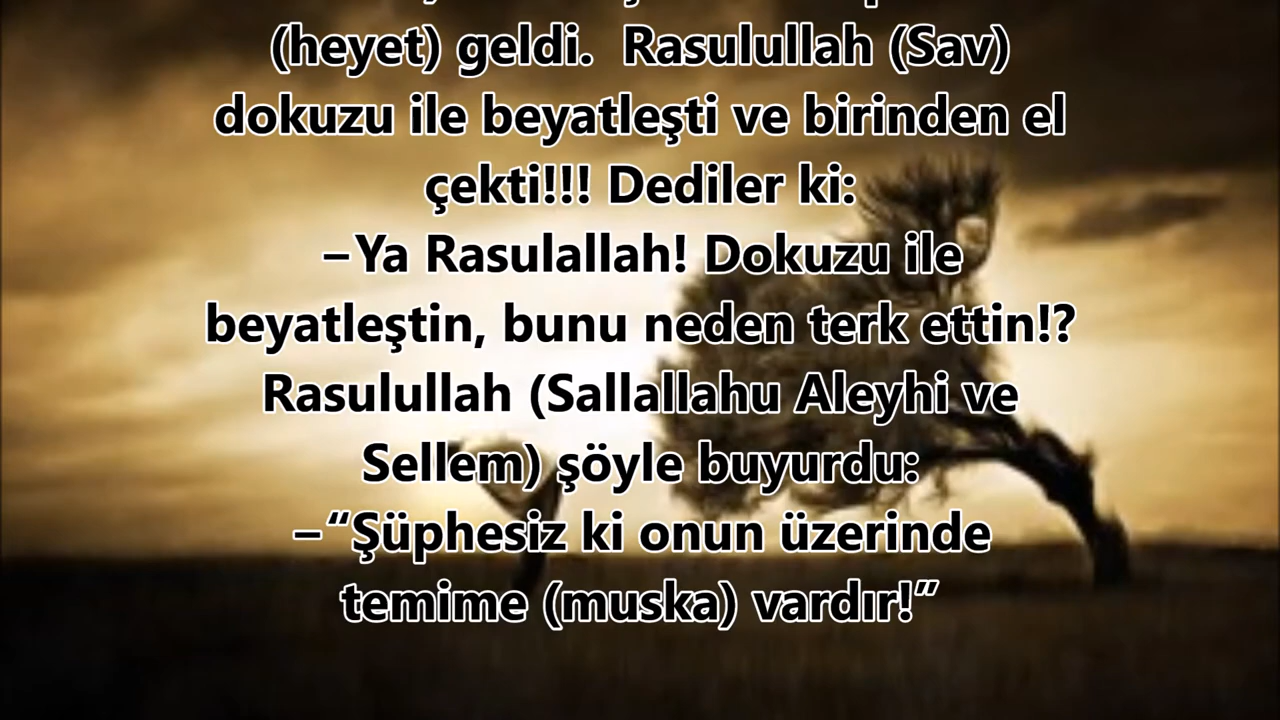 (heyet) geldi. Rasulullah (Sav)
dokuzu ile beyatleşti ve birinden el
çekti!!! Dediler ki:
–Ya Rasulallah! Dokuzu ile
beyatleştin, bunu neden terk ettin!?
Rasulullah (Sallallahu Aleyhi ve
Sellem) şöyle buyurdu:
–“Şüphesiz ki onun üzerinde
temime (muska) vardır!”